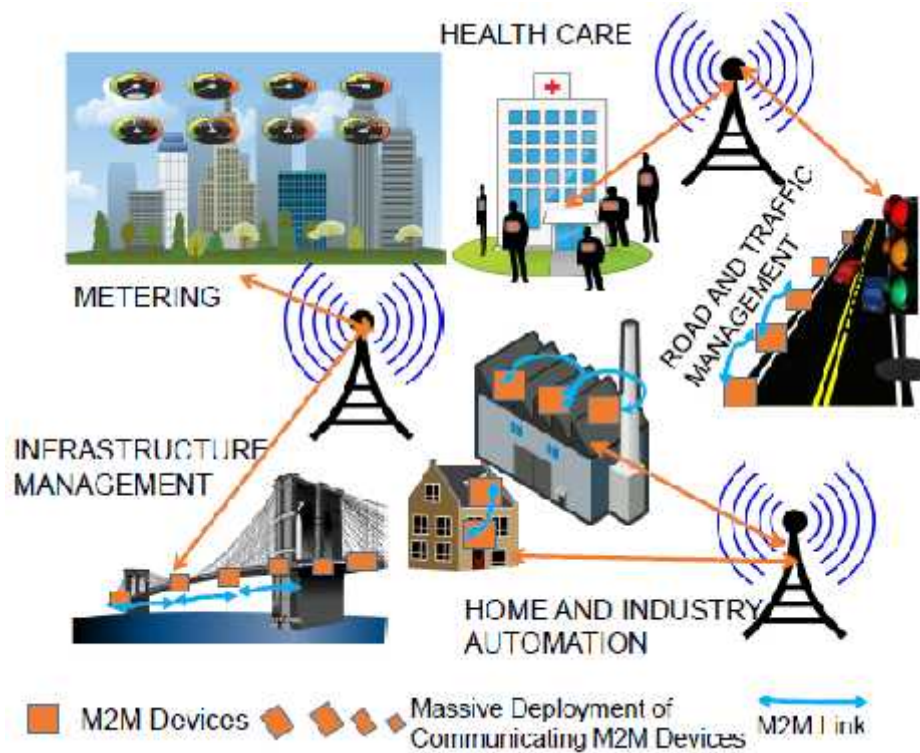 HEALTH CARE
METERING
ROAD AND TRAFFIC
MANAGEMENT
INFRASTRUCTURE
MANAGEMENT
HOME AND INDUSTRY
AUTOMATION
M2M Devices
Massive Deployment of
Communicating M2M Devices
M2M Link